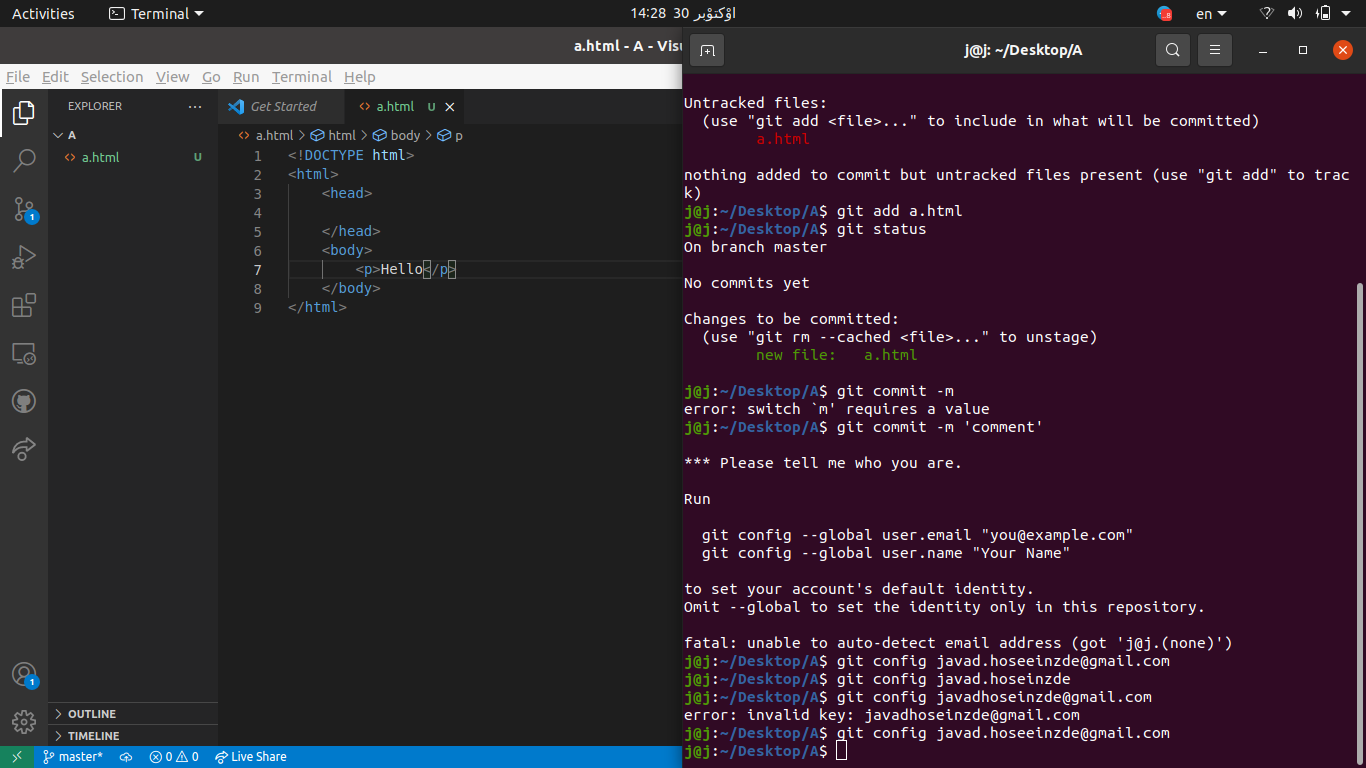 Activities
Terminal
14:28 30 اوْکتوْبر
en
a.html - A - Visu
File Edit Selection View Go Run Terminal Help
EXPLORER
A
a.html U
OUTLINE
TIMELINE
Get Started
a.html U
a.html > html > body > p
1 <!DOCTYPE html>
2 <html>
3 <head>
4
5 </head>
6 <body>
7 <p>Hello</p>
8 </body>
9 </html>
1
1
master*
0 0
Live Share
j@j: ~/Desktop/A
Untracked files:
(use "git add <file>..." to include in what will be committed)
a.html
nothing added to commit but untracked files present (use "git add" to trac
k)
j@j:~/Desktop/A$ git add a.html
j@j:~/Desktop/A$ git status
On branch master
No commits yet
Changes to be committed:
(use "git rm --cached <file>..." to unstage)
new file:   a.html
j@j:~/Desktop/A$ git commit -m
error: switch `m' requires a value
j@j:~/Desktop/A$ git commit -m 'comment'
*** Please tell me who you are.
Run
git config --global user.email "you@example.com"
git config --global user.name "Your Name"
to set your account's default identity.
Omit --global to set the identity only in this repository.
fatal: unable to auto-detect email address (got 'j@j.(none)')
j@j:~/Desktop/A$ git config javad.hoseeinzde@gmail.com
j@j:~/Desktop/A$ git config javad.hoseinzde
j@j:~/Desktop/A$ git config javadhoseinzde@gmail.com
error: invalid key: javadhoseinzde@gmail.com
j@j:~/Desktop/A$ git config javad.hoseeinzde@gmail.com
j@j:~/Desktop/A$